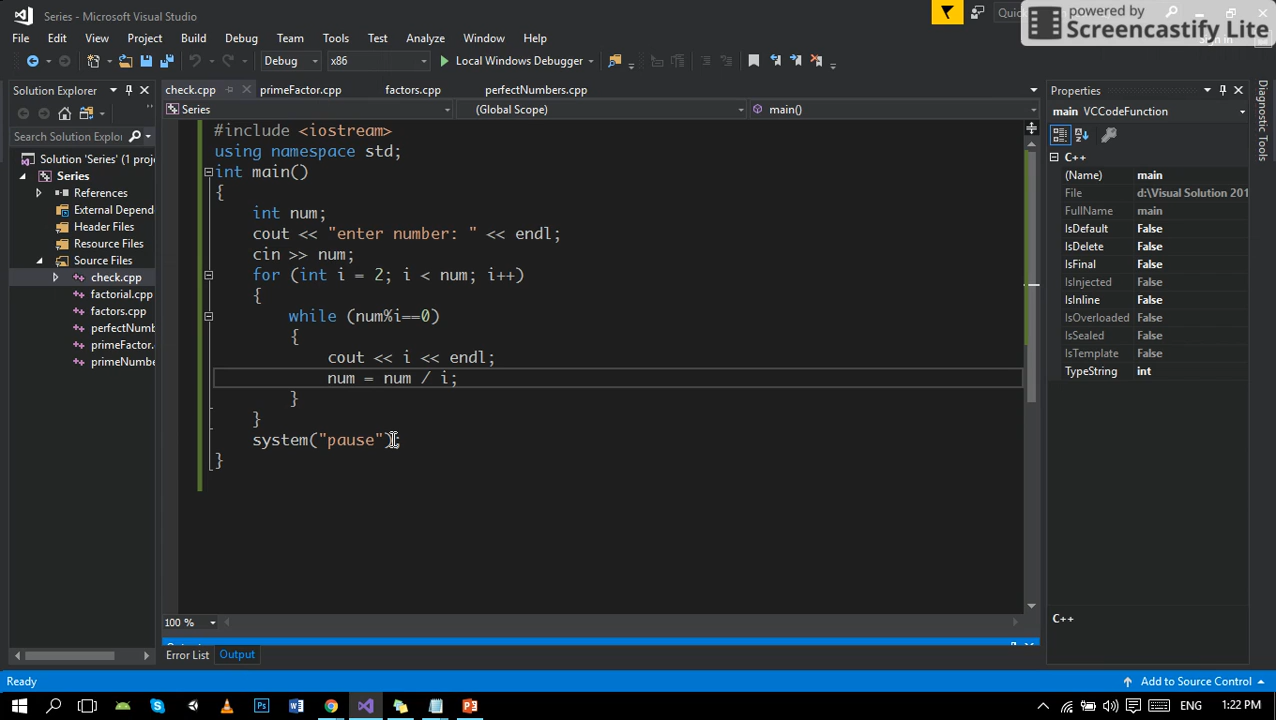 Series - Microsoft Visual Studio
powered by
Screencastify Lite
File Edit View Project Build Debug Team Tools Test Analyze Window Help
Debug x86 Local Windows Debugger
Solution Explorer
check.cpp primeFactor.cpp factors.cpp perfectNumbers.cpp
Properties
Series (Global Scope) main()
main VCCodeFunction
Search Solution Explorer
Solution 'Series' (1 proje
Series
References
External Depend
Header Files
Resource Files
Source Files
check.cpp
factorial.cpp
factors.cpp
perfectNumb
primeFactor.
primeNumbe
#include <iostream>
using namespace std;
int main()
{
int num;
cout << "enter number: " << endl;
cin >> num;
for (int i = 2; i < num; i++)
{
while (num%i==0)
{
cout << i << endl;
num = num / i;
}
}
system("pause");
}
C++
(Name) main
File d:\Visual Solution 201
FullName main
IsDefault False
IsDelete False
IsFinal False
IsInjected False
IsInline False
IsOverloaded False
IsSealed False
IsTemplate False
TypeString int
C++
Diagnostic Tools
100 %
Error List Output
Ready
Add to Source Control
ENG 1:22 PM